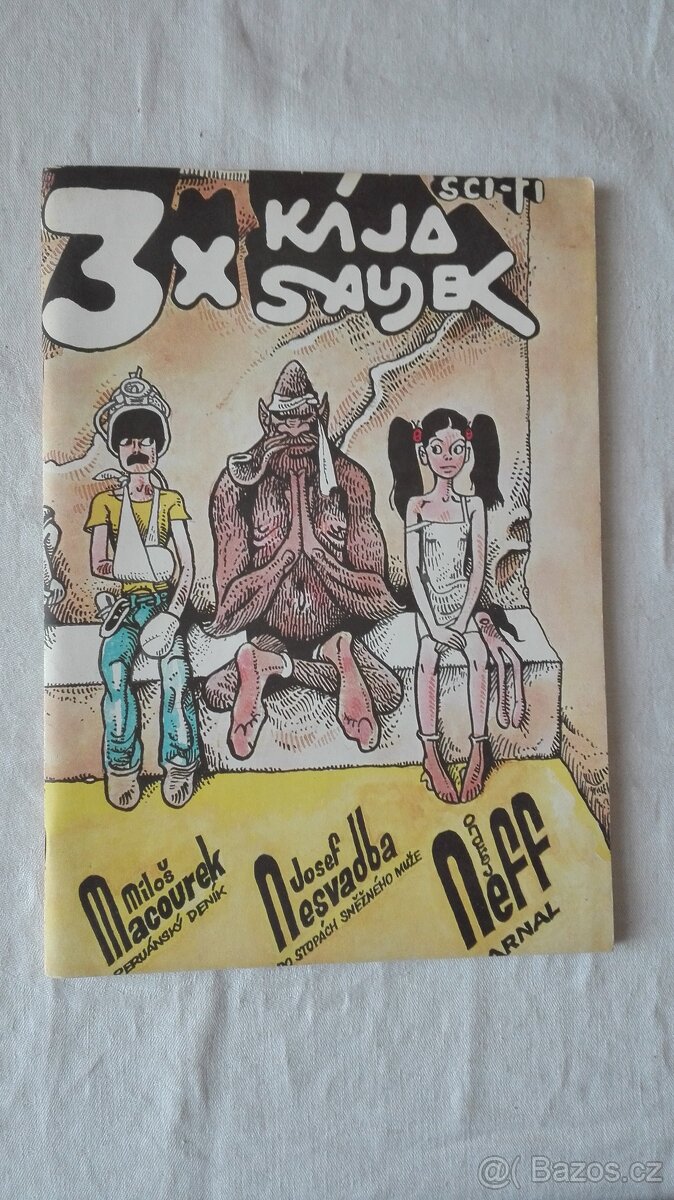 SCI-FI
3x KÁJA
SAUDEK
Miloš
Macourek
PERUÁNSKÝ DENÍK
Josef
Nesvadba
PO STOPÁCH SNĚŽNÉHO MUŽE
Ondřej
Neff
ARNAL
@( Bazos.cz